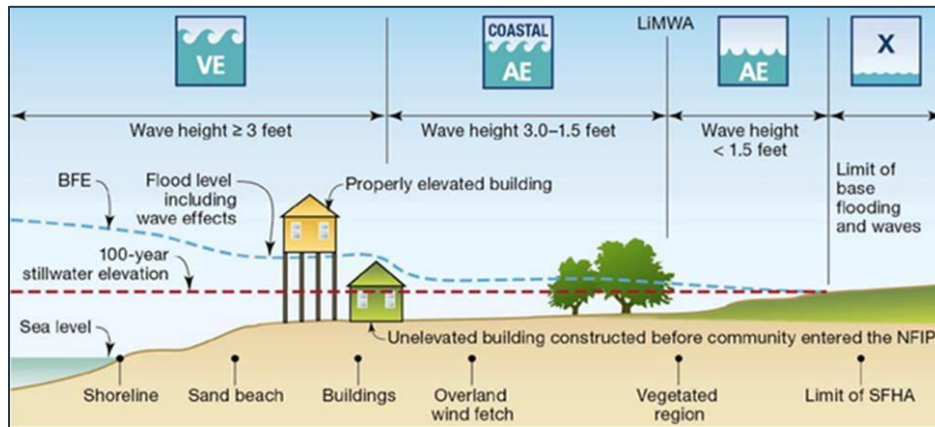 VE
COASTAL
AE
LiMWA
AE
X
Wave height ≥ 3 feet
Wave height 3.0–1.5 feet
Wave height
< 1.5 feet
Limit of
base
flooding
and waves
BFE
Flood level
including
wave effects
Properly elevated building
100-year
stillwater elevation
Sea level
Unelevated building constructed before community entered the NFIP
Shoreline
Sand beach
Buildings
Overland
wind fetch
Vegetated
region
Limit of SFHA